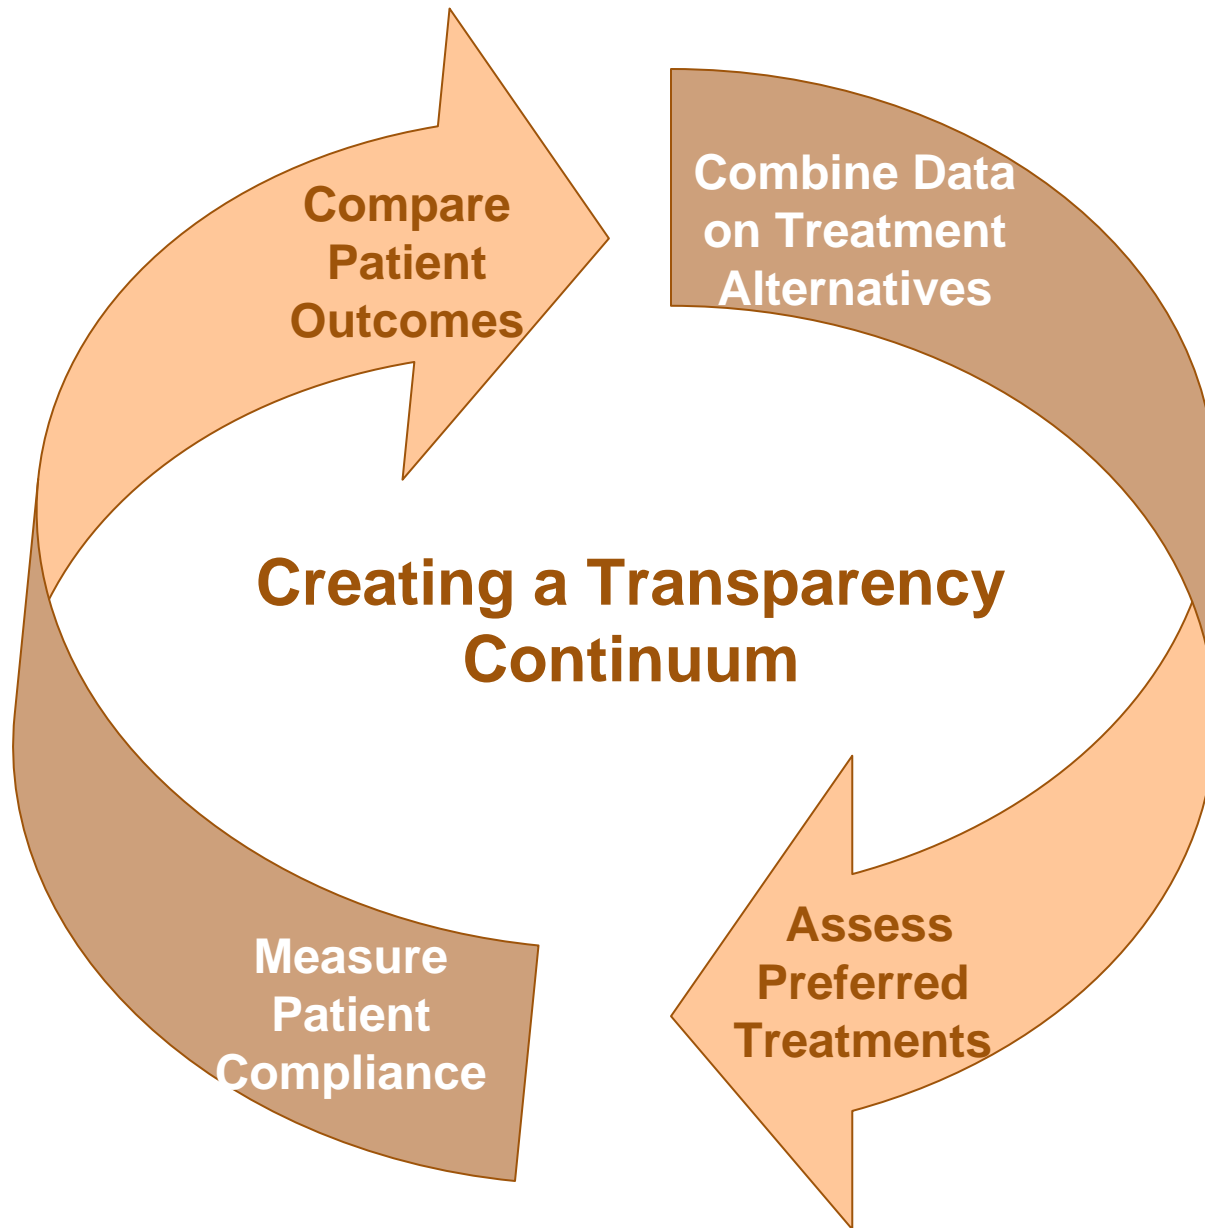 Compare
Patient
Outcomes
Combine Data
on Treatment
Alternatives
Creating a Transparency
Continuum
Measure
Patient
Compliance
Assess
Preferred
Treatments